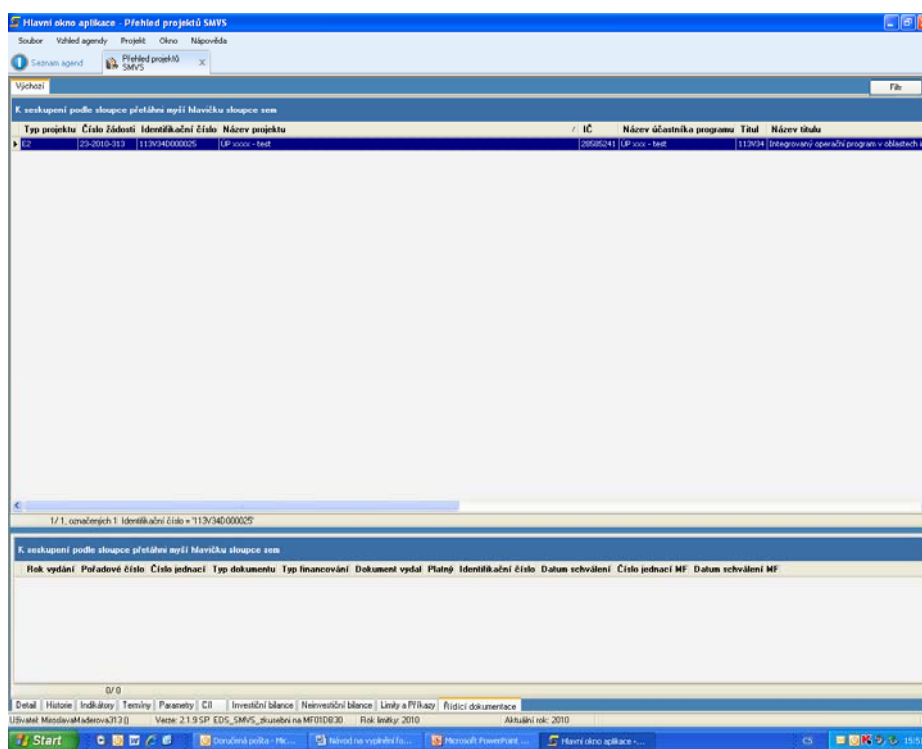 Hlavní okno aplikace - Přehled projektů SMVS
Soubor Vzhled agendy Projekt Okno Nápověda
Seznam agend Přehled projektů SMVS X
Výchozí Filtr
K seskupení podle sloupce přetáhni myší hlavičku sloupce sem
Typ projektu Číslo žádosti Identifikační číslo Název projektu / IČ Název účastníka programu Titul Název titulu
E2 23-2010-313 113V34D000025 UP xxxx - test 28585241 UP xxx - test 113V34 Integrovaný operační program v oblastech
1/ 1, označených 1 Identifikační číslo = '113V34D000025'
K seskupení podle sloupce přetáhni myší hlavičku sloupce sem
Rok vydání Pořadové číslo Číslo jednací Typ dokumentu Typ financování Dokument vydal Platný Identifikační číslo Datum schválení Číslo jednací MF Datum schválení MF
0/ 0
Detail Historie Indikátory Termíny Parametry Cíl Investiční bilance Neinvestiční bilance Limity a Příkazy Řídící dokumentace
Uživatel: MiroslavaMaderova313 () Verze: 2.1.9 SP EDS_SMVS_zkusebni na MF01DB30 Rok limitky: 2010 Aktuální rok: 2010
Start Doručená pošta - Mic... Návod na vyplnění fo... Microsoft PowerPoint ... Hlavní okno aplikace -... CS